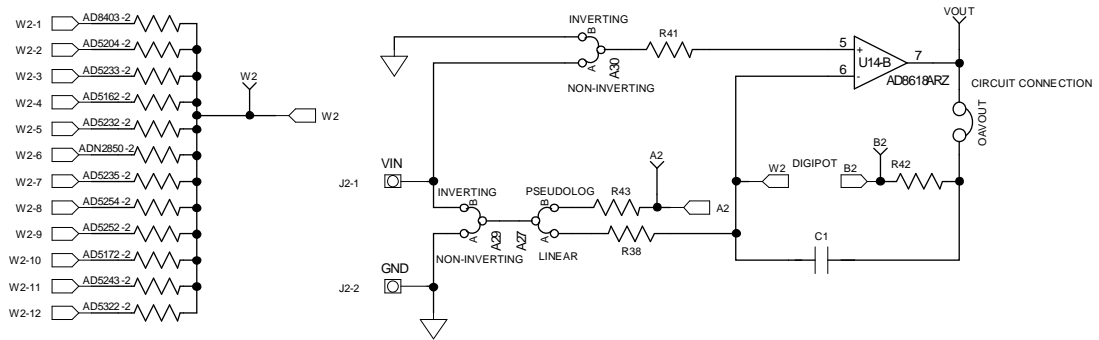 W2-1 AD8403-2
W2-2 AD5204-2
W2-3 AD5233-2
W2-4 AD5162-2
W2-5 AD5232-2
W2-6 ADN2850-2
W2-7 AD5235-2
W2-8 AD5254-2
W2-9 AD5252-2
W2-10 AD5172-2
W2-11 AD5243-2
W2-12 AD5322-2
W2
W2
INVERTING
B
A
A30
NON-INVERTING
R41
VOUT
5
+
6
-
U14-B
7
AD8618ARZ
CIRCUIT CONNECTION
OAVOUT
VIN
J2-1
INVERTING
B
A
A29
NON-INVERTING
PSEUDOLOG
B
A
A27
LINEAR
R43
A2
A2
R38
W2
DIGIPOT
B2
B2
R42
C1
GND
J2-2